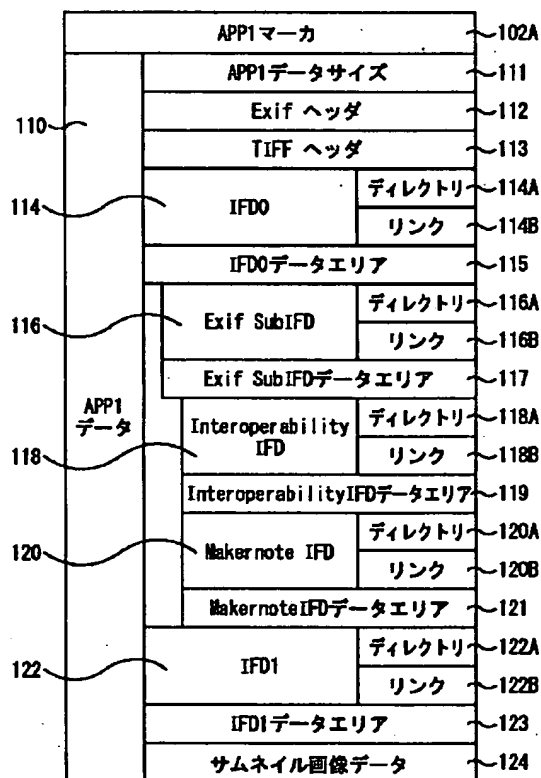 APP1マーカ 102A
APP1データサイズ 111
110
Exif ヘッダ 112
TIFF ヘッダ 113
ディレクトリ 114A
114 IFD0
リンク 114B
IFD0データエリア 115
ディレクトリ 116A
116 Exif SubIFD
リンク 116B
Exif SubIFDデータエリア 117
APP1
データ
ディレクトリ 118A
118 Interoperability
IFD
リンク 118B
InteroperabilityIFDデータエリア 119
ディレクトリ 120A
120 Makernote IFD
リンク 120B
MakernoteIFDデータエリア 121
ディレクトリ 122A
122 IFD1
リンク 122B
IFD1データエリア 123
サムネイル画像データ 124